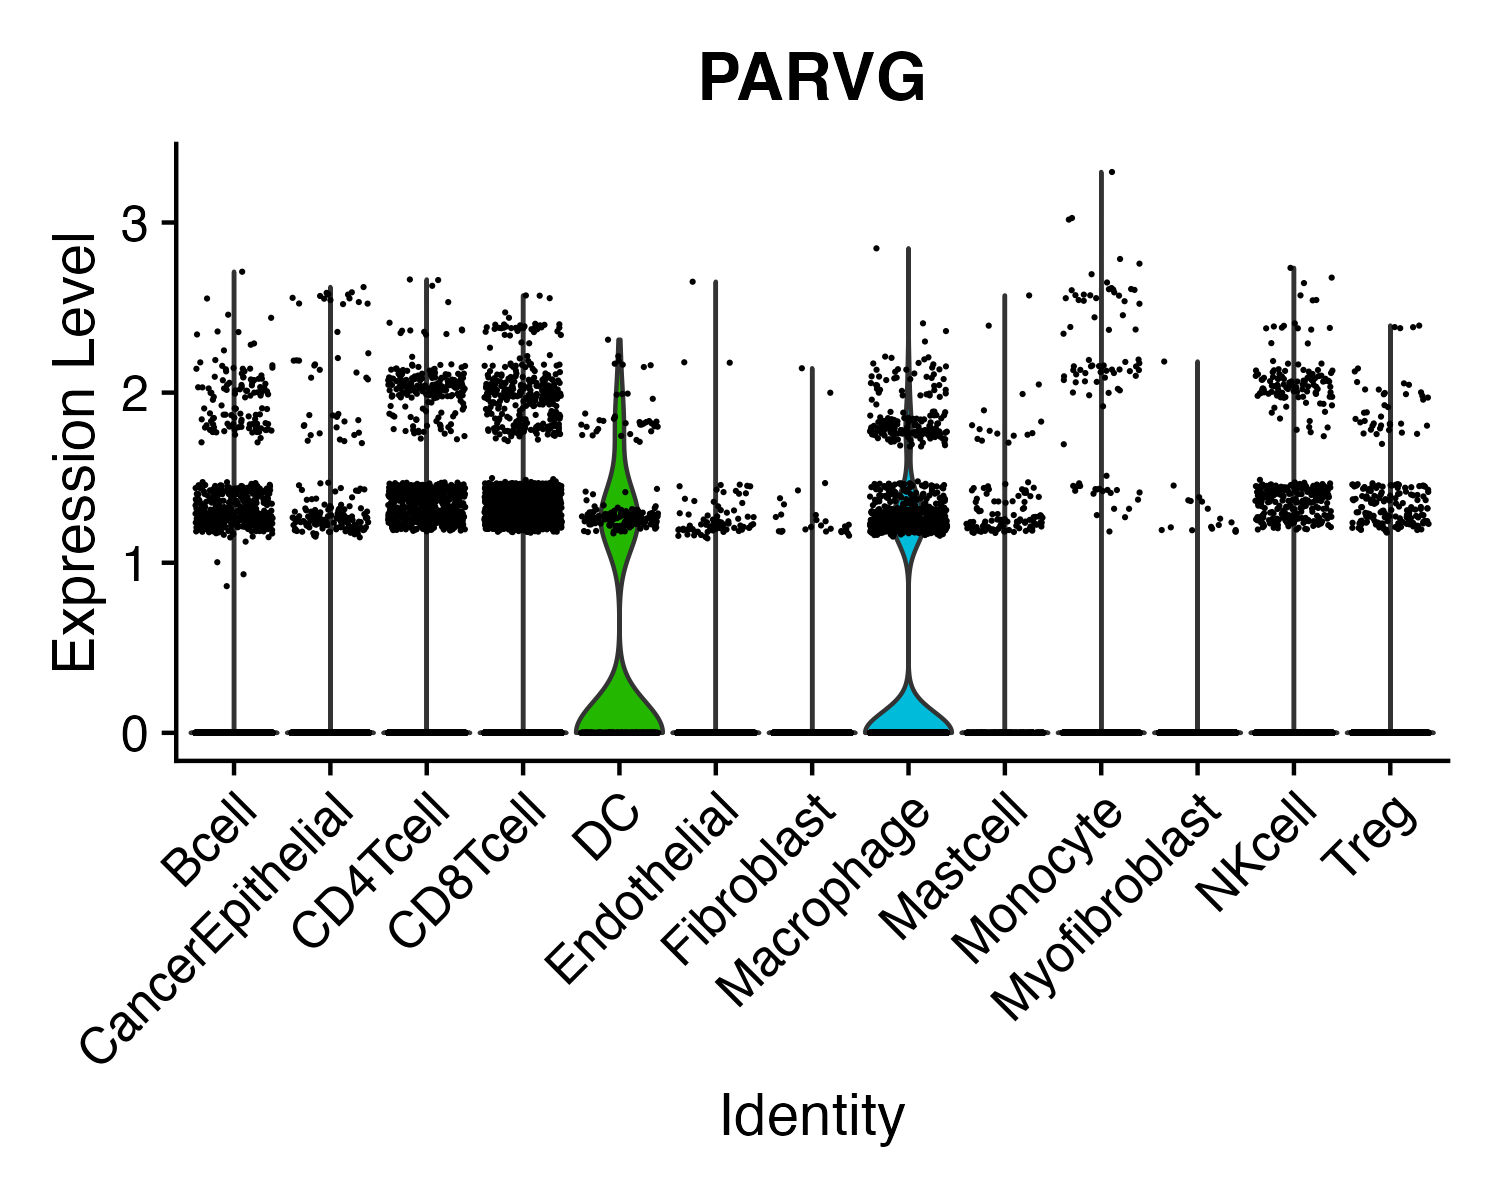 PARVG
Expression Level
3
2
1
0
Bcell
CancerEpithelial
CD4Tcell
CD8Tcell
DC
Endothelial
Fibroblast
Macrophage
Mastcell
Monocyte
Myofibroblast
NKcell
Treg
Identity